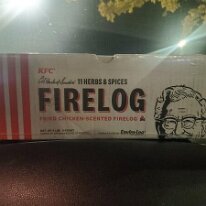 KFC
11 HERBS & SPICES
FIRELOG
FRIED CHICKEN-SCENTED FIRELOG